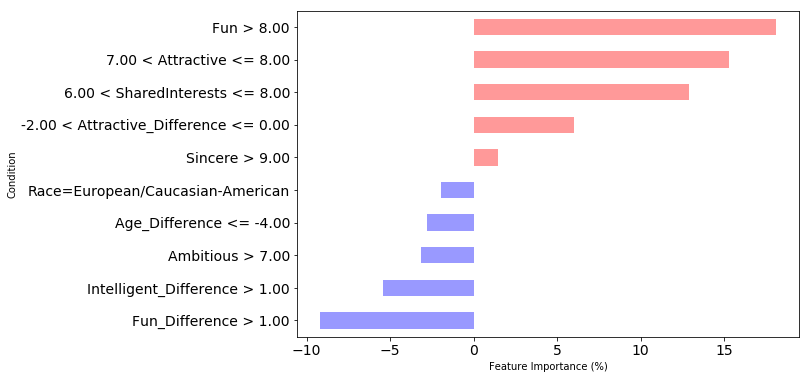 Fun > 8.00
7.00 < Attractive <= 8.00
6.00 < SharedInterests <= 8.00
-2.00 < Attractive_Difference <= 0.00
Sincere > 9.00
Race=European/Caucasian-American
Age_Difference <= -4.00
Ambitious > 7.00
Intelligent_Difference > 1.00
Fun_Difference > 1.00
Condition
−10 −5 0 5 10 15
Feature Importance (%)